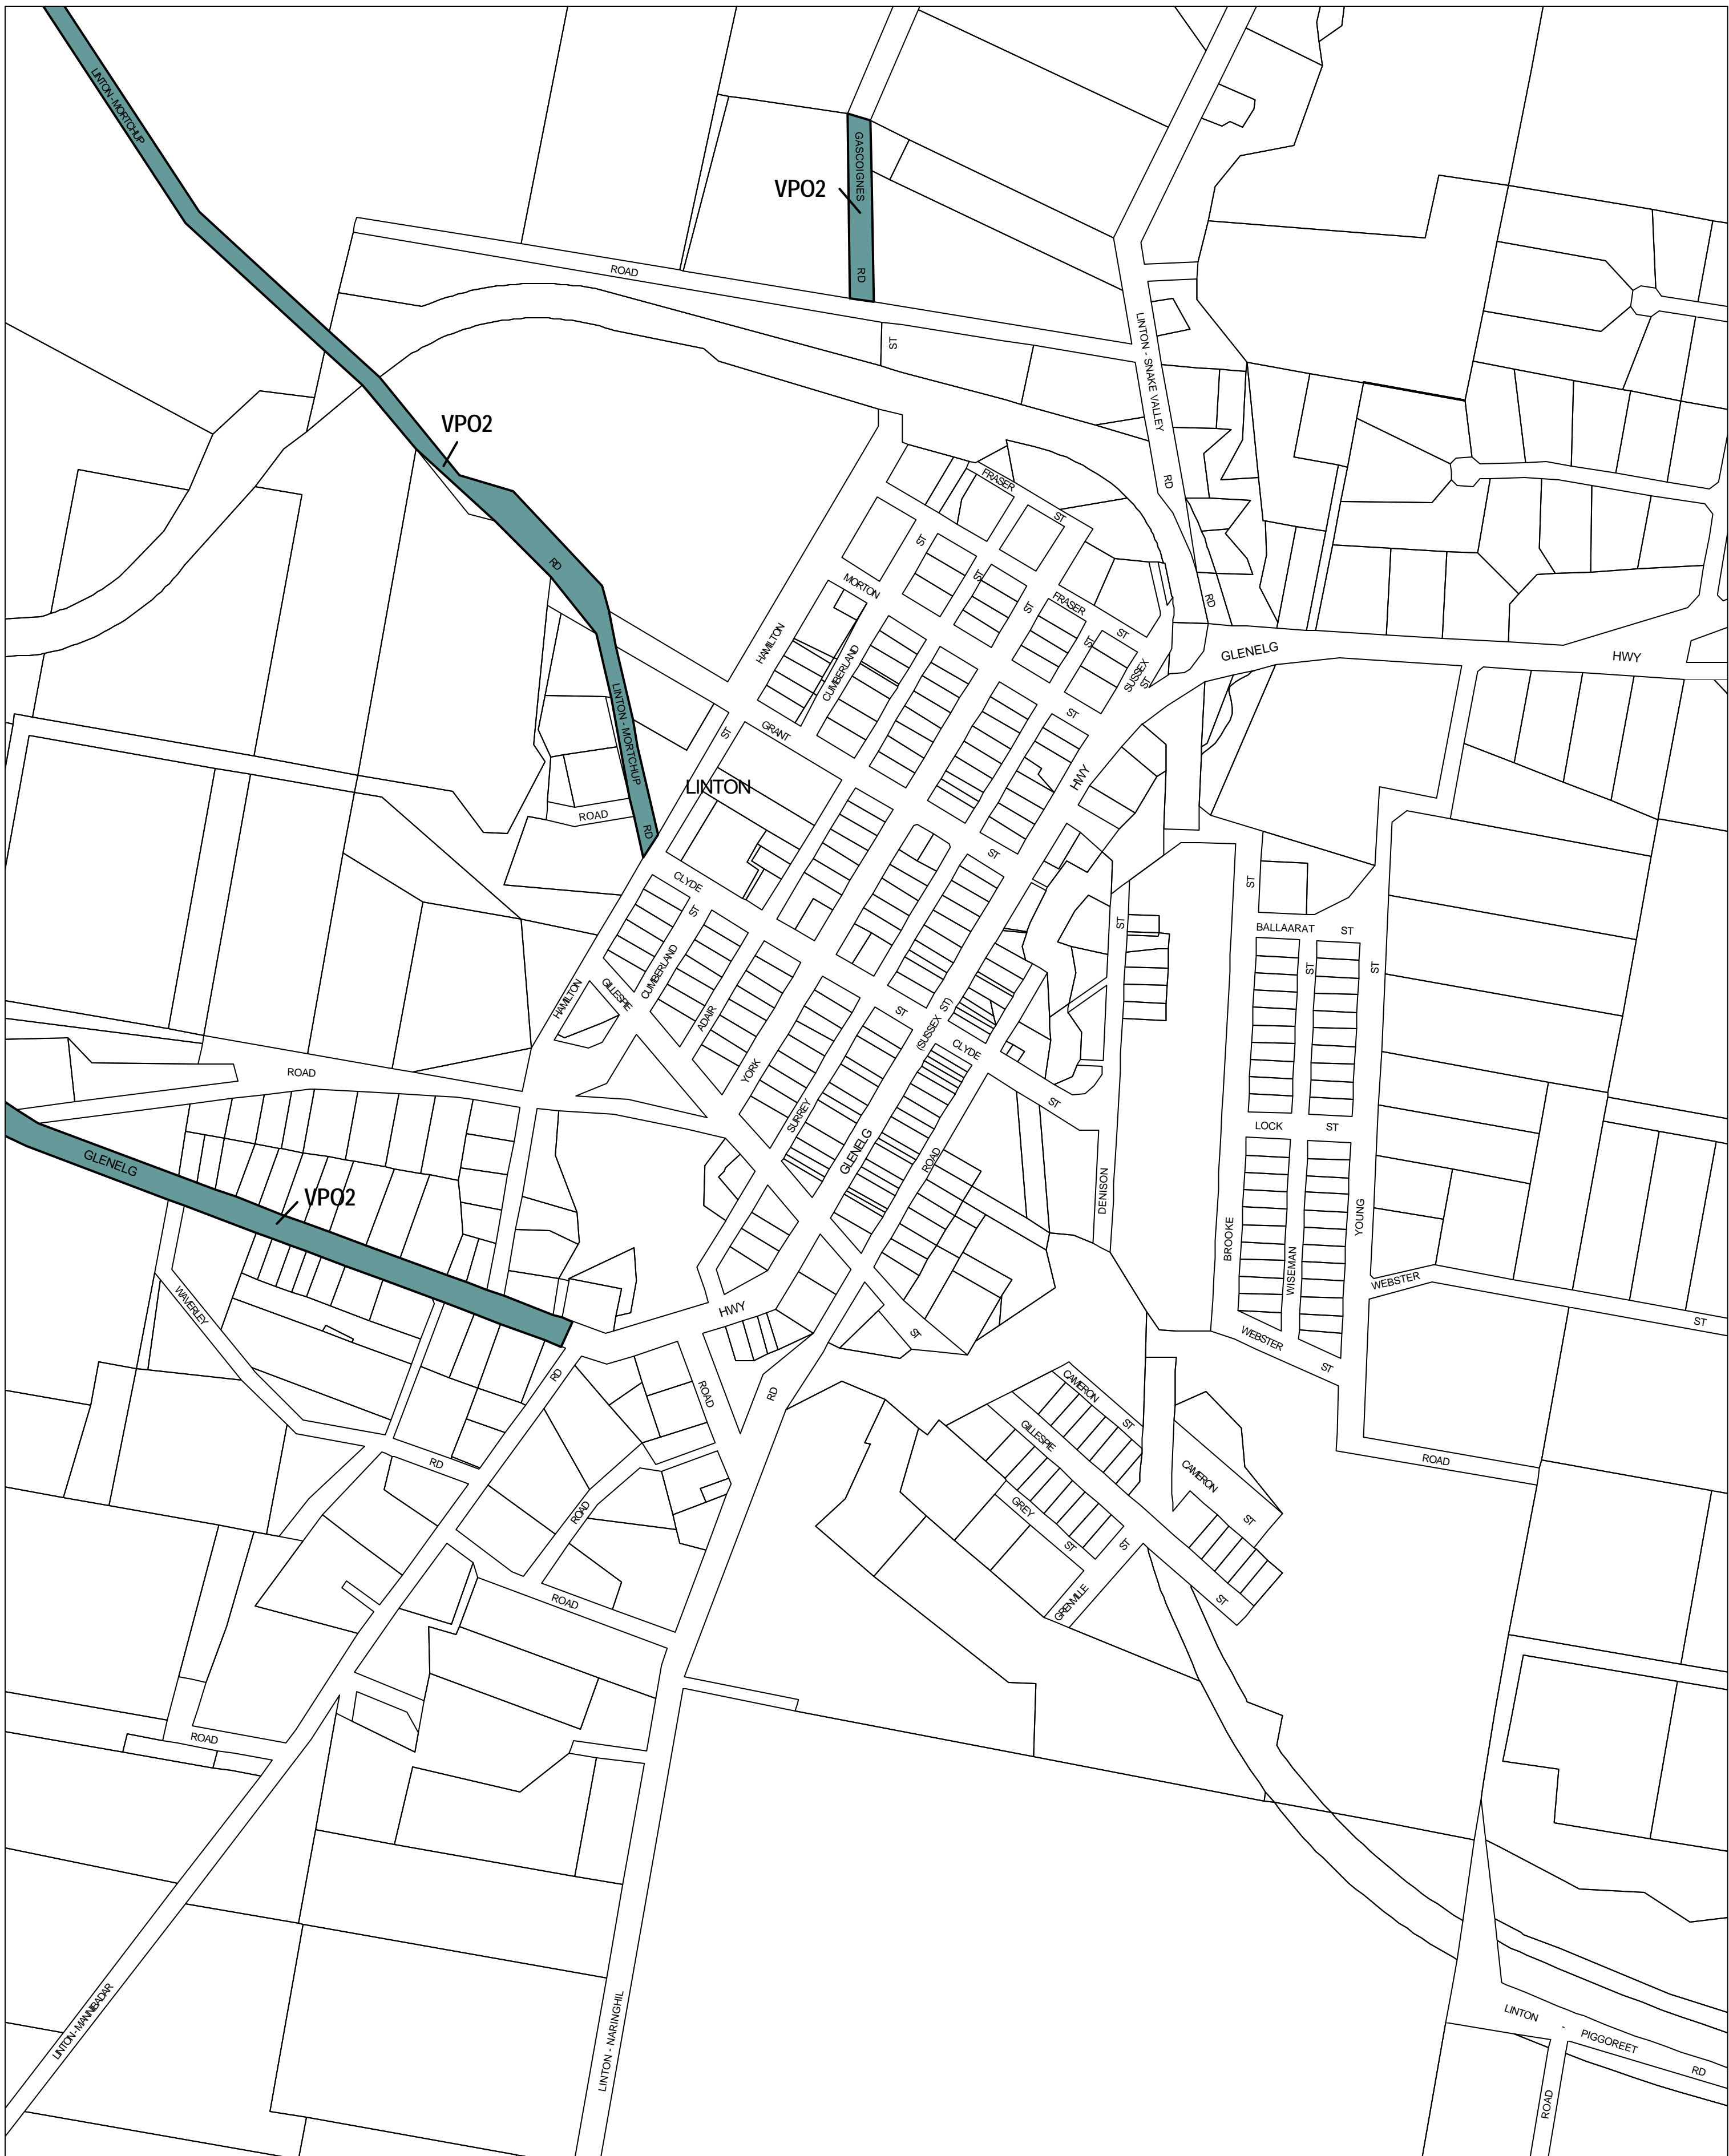 LINTON - MORTCHUP
GASCOIGNES
VPO2
RD
ROAD
LINTON - SNAKE VALLEY
ST
VPO2
FRASER
RD
ST
ST
RD
MORTON
ST
FRASER
RD
ST
ST
ST
HAMILTON
CUMBERLAND
SUSSEX
ST
GLENELG
HWY
LINTON - MORTCHUP
ST
GRANT
ST
HWY
LINTON
ROAD
RD
ST
CLYDE
ST
ST
ST
BALLAARAT
ST
CUMBERLAND
ST
ST
HAMILTON
GILLESPIE
ADAIR
ST
(SUSSEX ST)
CLYDE
ROAD
YORK
ST
SURREY
LOCK
ST
GLENELG
ROAD
GLENELG
VPO2
DENISON
BROOKE
YOUNG
WISEMAN
WEBSTER
ST
WAVERLEY
HWY
ST
WEBSTER
ST
RD
ROAD
RD
CAMERON
ST
GILLESPIE
RD
ROAD
CAMERON
ROAD
GREY
ST
ST
ST
ROAD
GRENVILLE
ST
ROAD
LINTON - MANNIBADAR
LINTON - NARINGHIL
LINTON - PIGGOREET
RD
ROAD